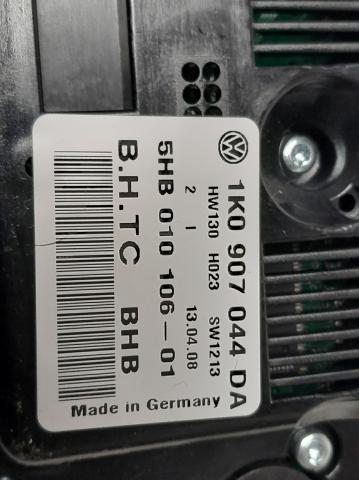 1K0 907 044 DA
HW130 H023 SW1213
2 I 13.04.08
5HB 010 106-01
B.H.TC BHB
Made in Germany